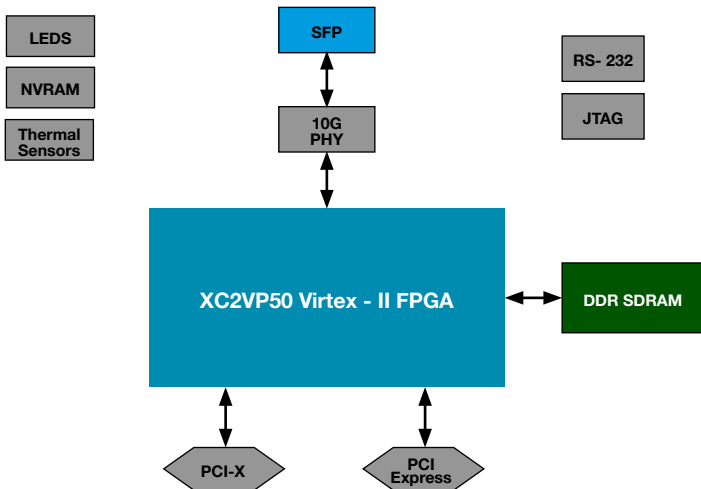 LEDS
NVRAM
Thermal
Sensors
SFP
10G
PHY
RS- 232
JTAG
XC2VP50 Virtex - II FPGA
DDR SDRAM
PCI-X
PCI
Express